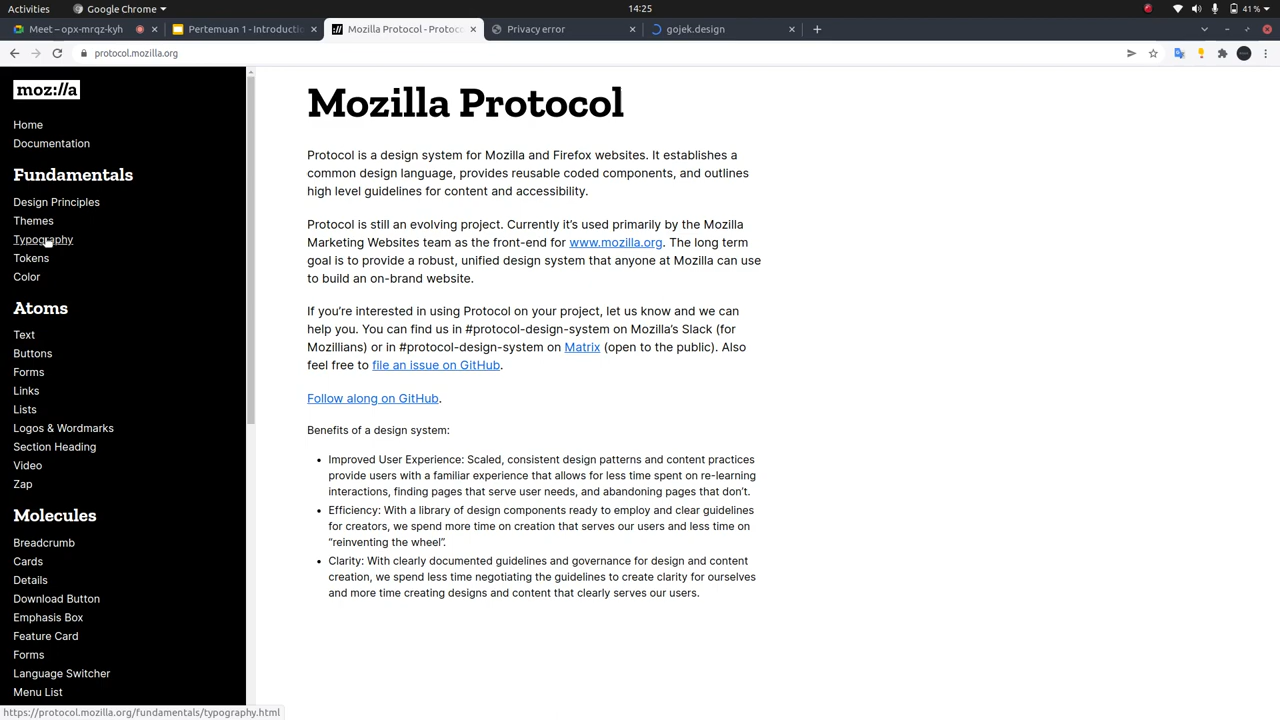 Activities
Google Chrome
14:25
41 %
Meet – opx-mrqz-kyh
Pertemuan 1 - Introductio
Mozilla Protocol - Protoco
Privacy error
gojek.design
protocol.mozilla.org
moz://a
Home
Documentation
Fundamentals
Design Principles
Themes
Typography
Tokens
Color
Atoms
Text
Buttons
Forms
Links
Lists
Logos & Wordmarks
Section Heading
Video
Zap
Molecules
Breadcrumb
Cards
Details
Download Button
Emphasis Box
Feature Card
Forms
Language Switcher
Menu List
https://protocol.mozilla.org/fundamentals/typography.html
Mozilla Protocol
Protocol is a design system for Mozilla and Firefox websites. It establishes a
common design language, provides reusable coded components, and outlines
high level guidelines for content and accessibility.
Protocol is still an evolving project. Currently it’s used primarily by the Mozilla
Marketing Websites team as the front-end for www.mozilla.org. The long term
goal is to provide a robust, unified design system that anyone at Mozilla can use
to build an on-brand website.
If you’re interested in using Protocol on your project, let us know and we can
help you. You can find us in #protocol-design-system on Mozilla’s Slack (for
Mozillians) or in #protocol-design-system on Matrix (open to the public). Also
feel free to file an issue on GitHub.
Follow along on GitHub.
Benefits of a design system:
• Improved User Experience: Scaled, consistent design patterns and content practices
provide users with a familiar experience that allows for less time spent on re-learning
interactions, finding pages that serve user needs, and abandoning pages that don’t.
• Efficiency: With a library of design components ready to employ and clear guidelines
for creators, we spend more time on creation that serves our users and less time on
“reinventing the wheel”.
• Clarity: With clearly documented guidelines and governance for design and content
creation, we spend less time negotiating the guidelines to create clarity for ourselves
and more time creating designs and content that clearly serves our users.